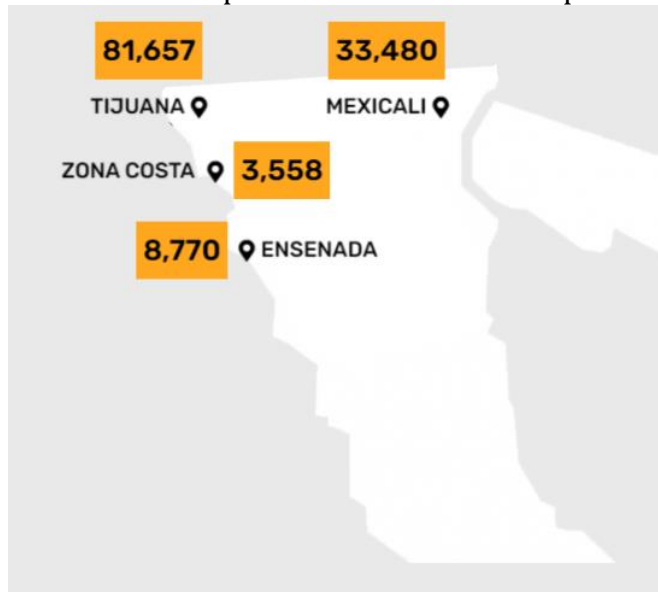 81,657
33,480
TIJUANA
MEXICALI
ZONA COSTA
3,558
8,770
ENSENADA